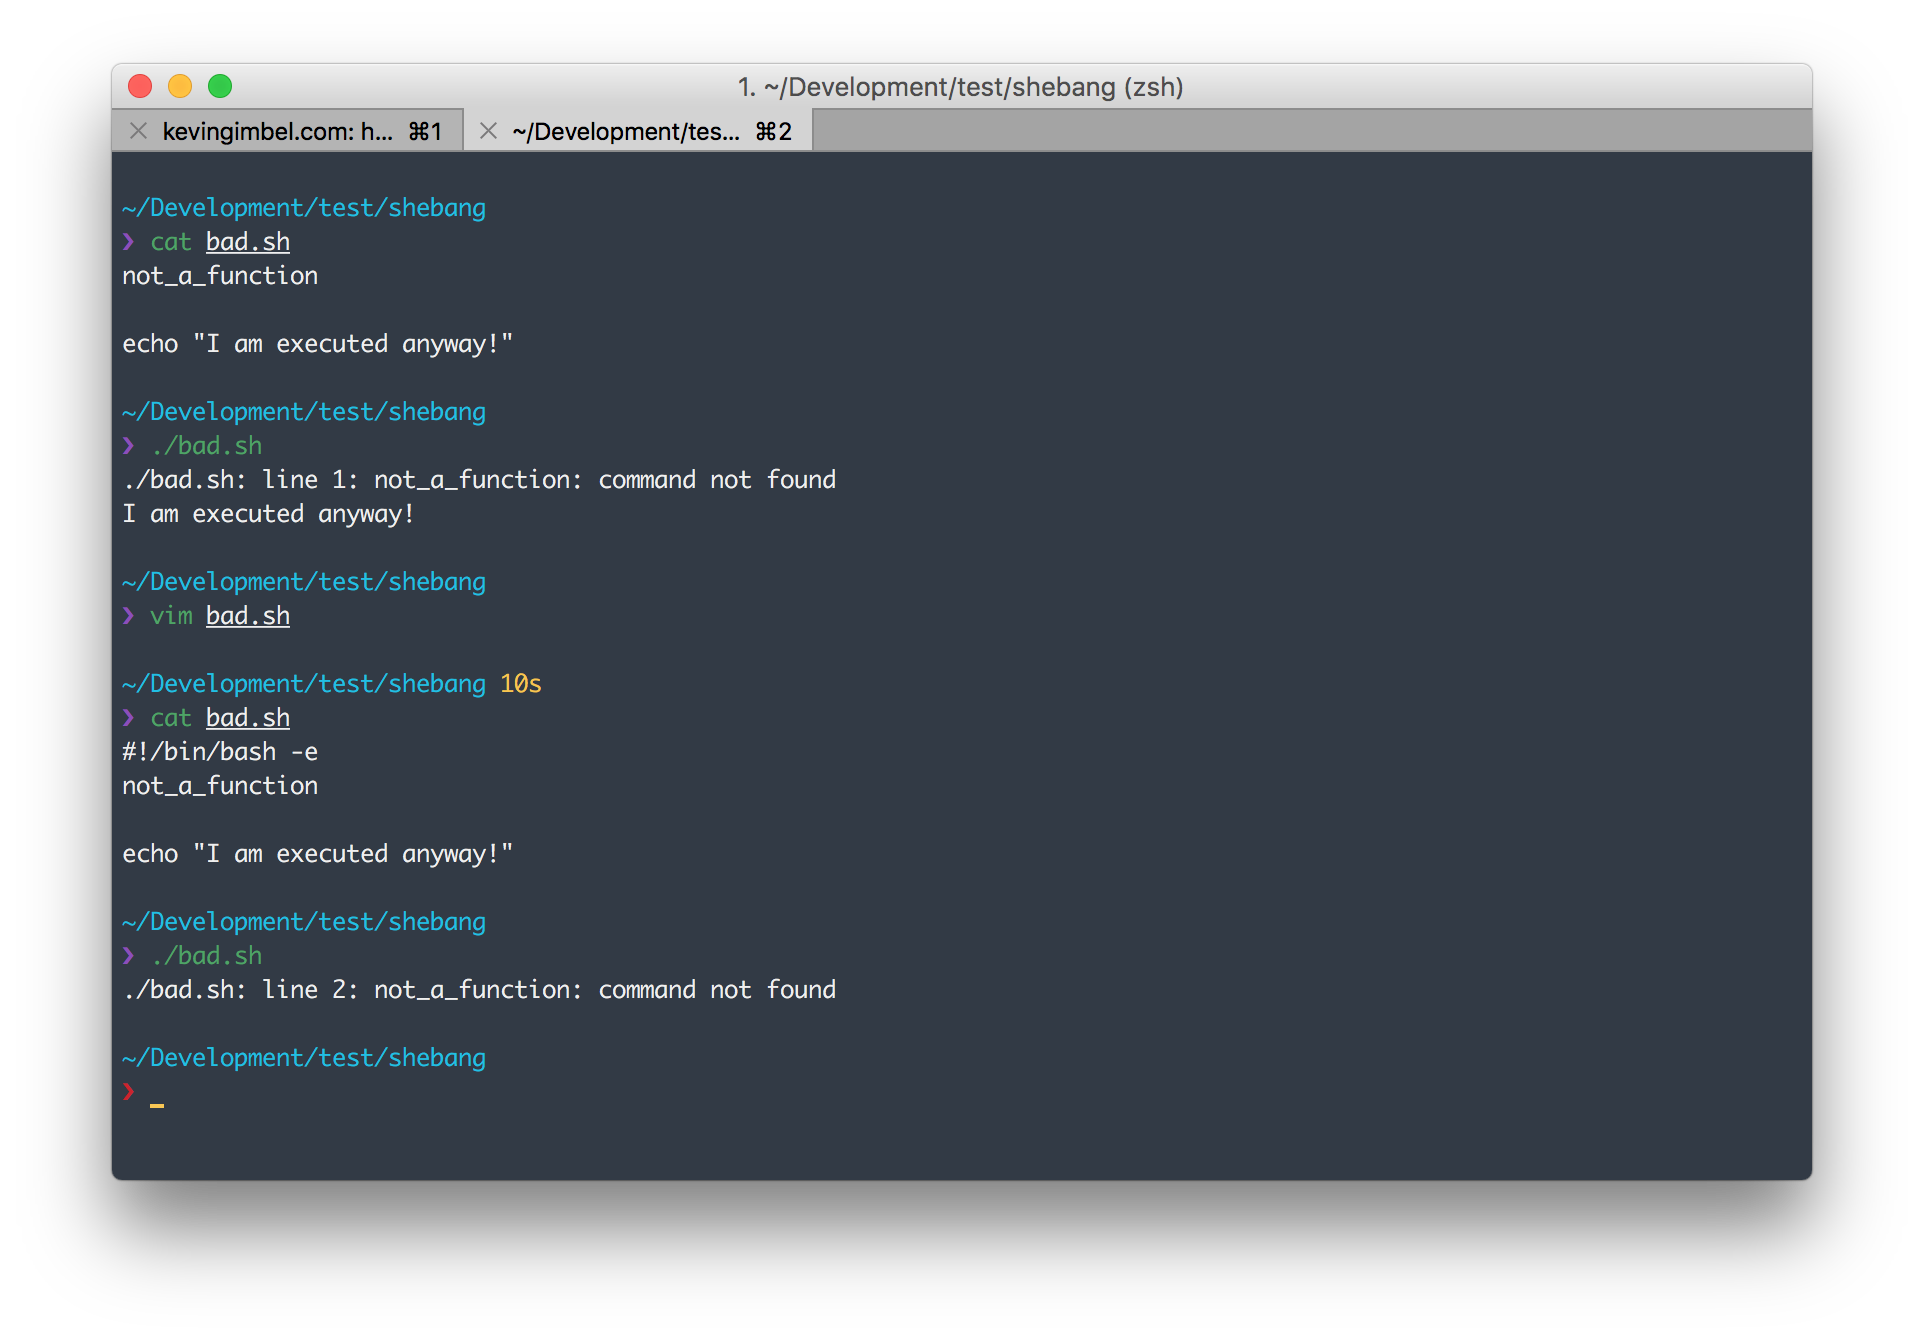 1. ~/Development/test/shebang (zsh)
kevingimbel.com: h... ⌘1
~/Development/tes... ⌘2
~/Development/test/shebang
❯ cat bad.sh
not_a_function
echo "I am executed anyway!"
~/Development/test/shebang
❯ ./bad.sh
./bad.sh: line 1: not_a_function: command not found
I am executed anyway!
~/Development/test/shebang
❯ vim bad.sh
~/Development/test/shebang 10s
❯ cat bad.sh
#!/bin/bash -e
not_a_function
echo "I am executed anyway!"
~/Development/test/shebang
❯ ./bad.sh
./bad.sh: line 2: not_a_function: command not found
~/Development/test/shebang
❯ _